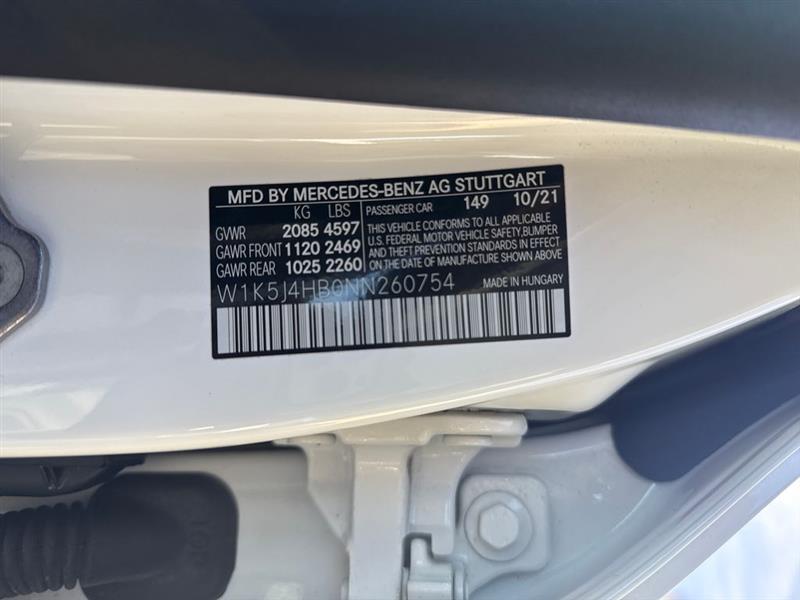 MFD BY MERCEDES-BENZ AG STUTTGART
KG LBS PASSENGER CAR 149 10/21
GVWR 2085 4597
GAWR FRONT 1120 2469
GAWR REAR 1025 2260
THIS VEHICLE CONFORMS TO ALL APPLICABLE
U.S. FEDERAL MOTOR VEHICLE SAFETY, BUMPER
AND THEFT PREVENTION STANDARDS IN EFFECT
ON THE DATE OF MANUFACTURE SHOWN ABOVE
W1K5J4HB0NN260754 MADE IN HUNGARY